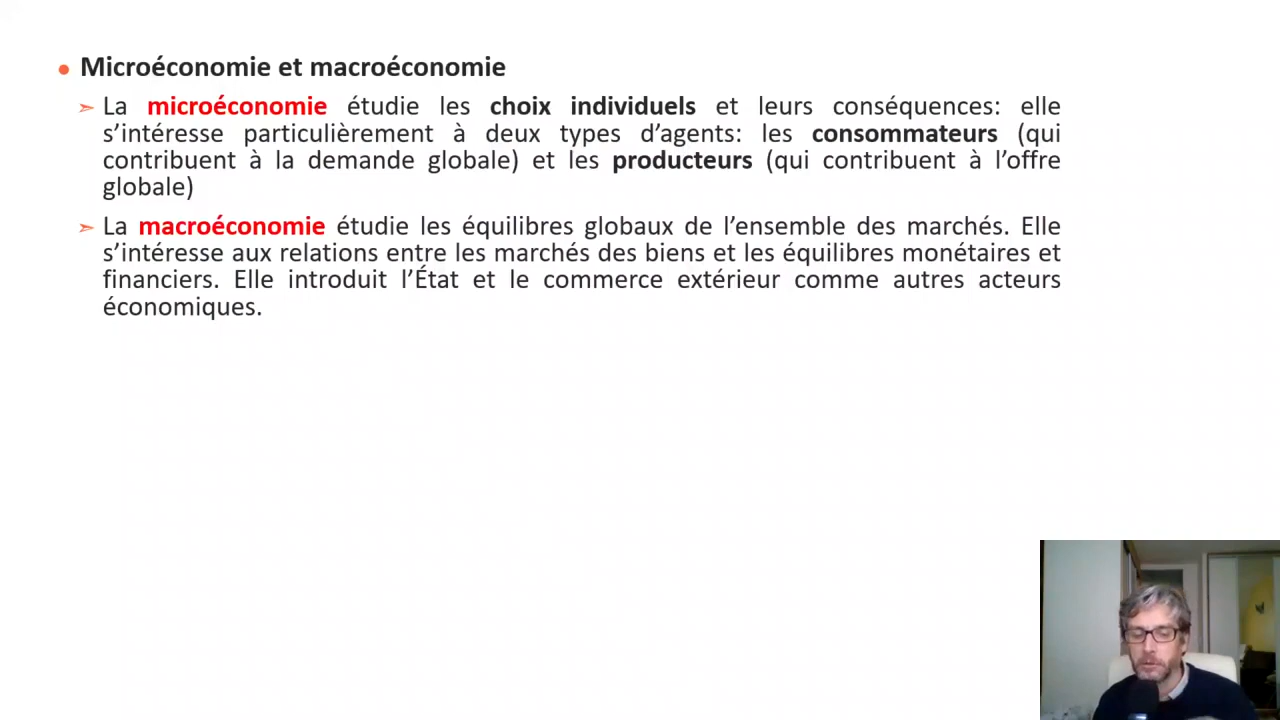 Microéconomie et macroéconomie
La microéconomie étudie les choix individuels et leurs conséquences: elle
s’intéresse particulièrement à deux types d’agents: les consommateurs (qui
contribuent à la demande globale) et les producteurs (qui contribuent à l’offre
globale)
La macroéconomie étudie les équilibres globaux de l’ensemble des marchés. Elle
s’intéresse aux relations entre les marchés des biens et les équilibres monétaires et
financiers. Elle introduit l’État et le commerce extérieur comme autres acteurs
économiques.